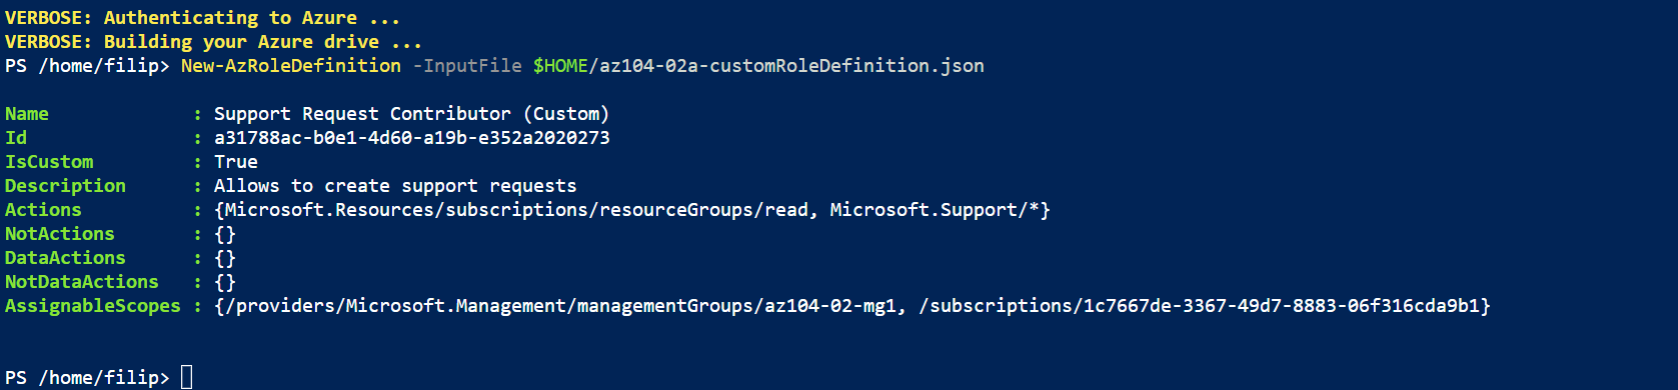 VERBOSE: Authenticating to Azure ...
VERBOSE: Building your Azure drive ...
PS /home/filip> New-AzRoleDefinition -InputFile $HOME/az104-02a-customRoleDefinition.json
Name             : Support Request Contributor (Custom)
Id               : a31788ac-b0e1-4d60-a19b-e352a2020273
IsCustom         : True
Description      : Allows to create support requests
Actions          : {Microsoft.Resources/subscriptions/resourceGroups/read, Microsoft.Support/*}
NotActions       : {}
DataActions      : {}
NotDataActions   : {}
AssignableScopes : {/providers/Microsoft.Management/managementGroups/az104-02-mg1, /subscriptions/1c7667de-3367-49d7-8883-06f316cda9b1}
PS /home/filip>